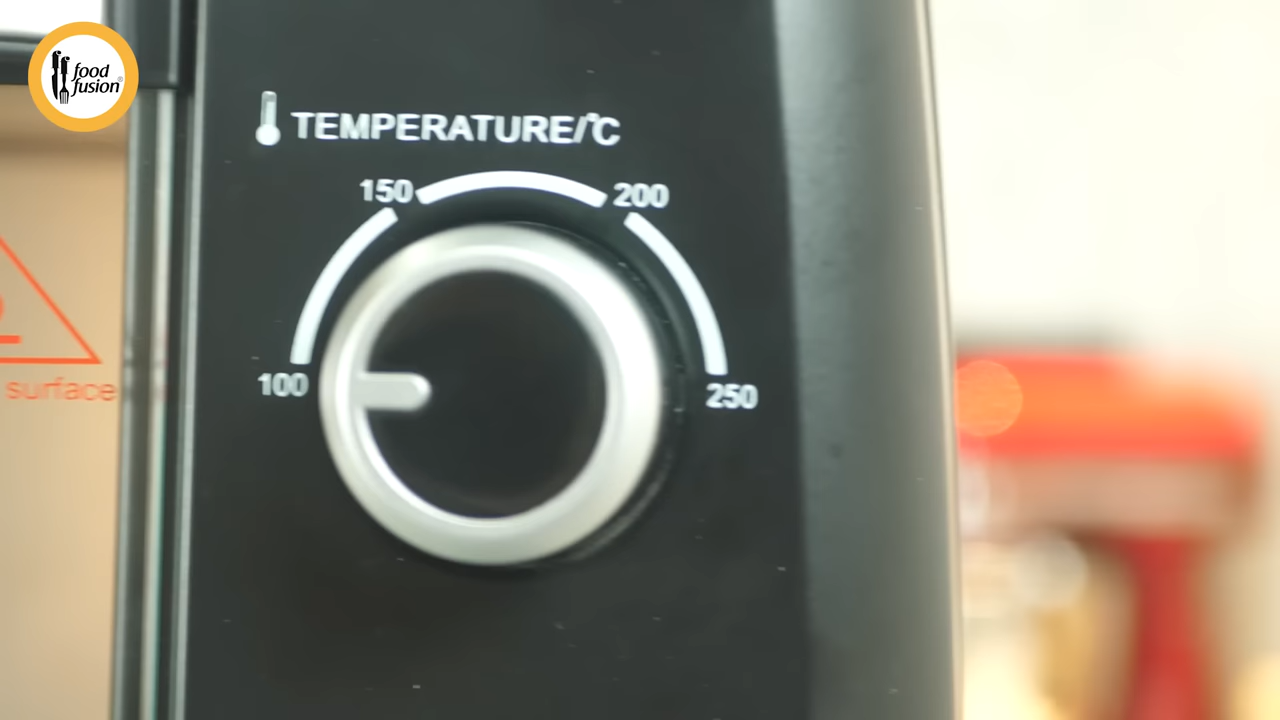 food
fusion®
TEMPERATURE/℃
150
200
100
250
surface